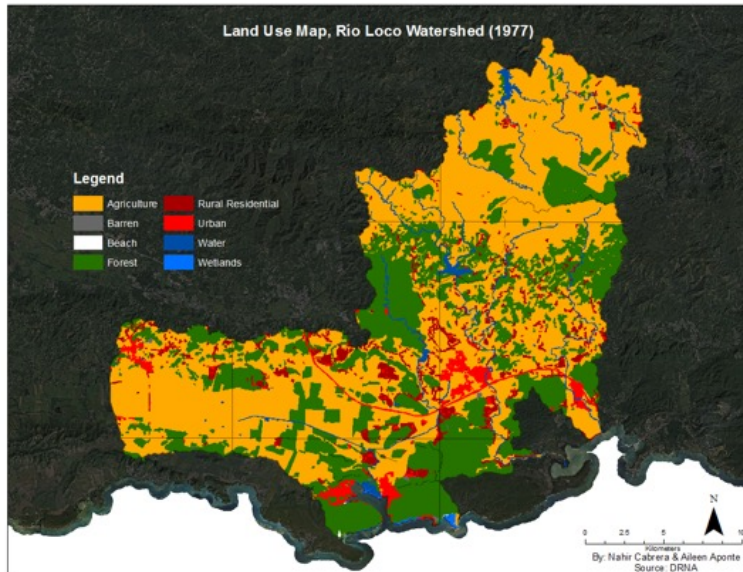 Land Use Map, Rio Loco Watershed (1977)
Legend
Agriculture
Barren
Beach
Forest
Rural Residential
Urban
Water
Wetlands
N
0 2.5 5 10
Kilometers
By: Nahir Cabrera & Aileen Aponte
Source: DRNA